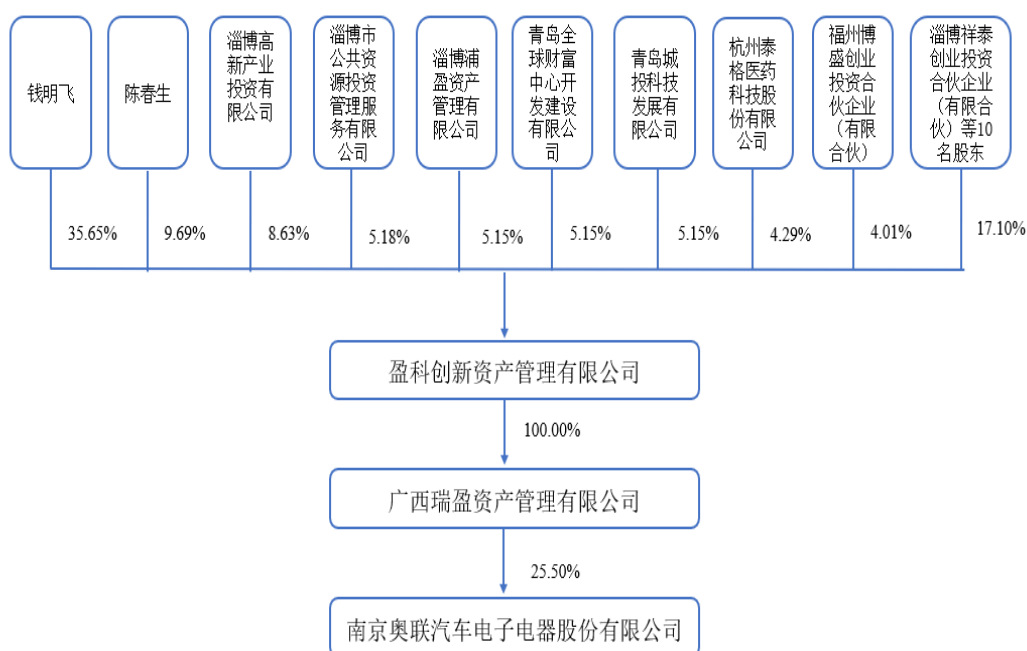 钱明飞
陈春生
淄博高
新产业
投资有
限公司
淄博市
公共资
源投资
管理服
务有限
公司
淄博浦
盈资产
管理有
限公司
青岛全
球财富
中心开
发建设
有限公
司
青岛城
投科技
发展有
限公司
杭州泰
格医药
科技股
份有限
公司
福州博
盛创业
投资合
伙企业
（有限
合伙）
淄博祥泰
创业投资
合伙企业
（有限合
伙）等10
名股东
35.65%
9.69%
8.63%
5.18%
5.15%
5.15%
5.15%
4.29%
4.01%
17.10%
盈科创新资产管理有限公司
100.00%
广西瑞盈资产管理有限公司
25.50%
南京奥联汽车电子电器股份有限公司